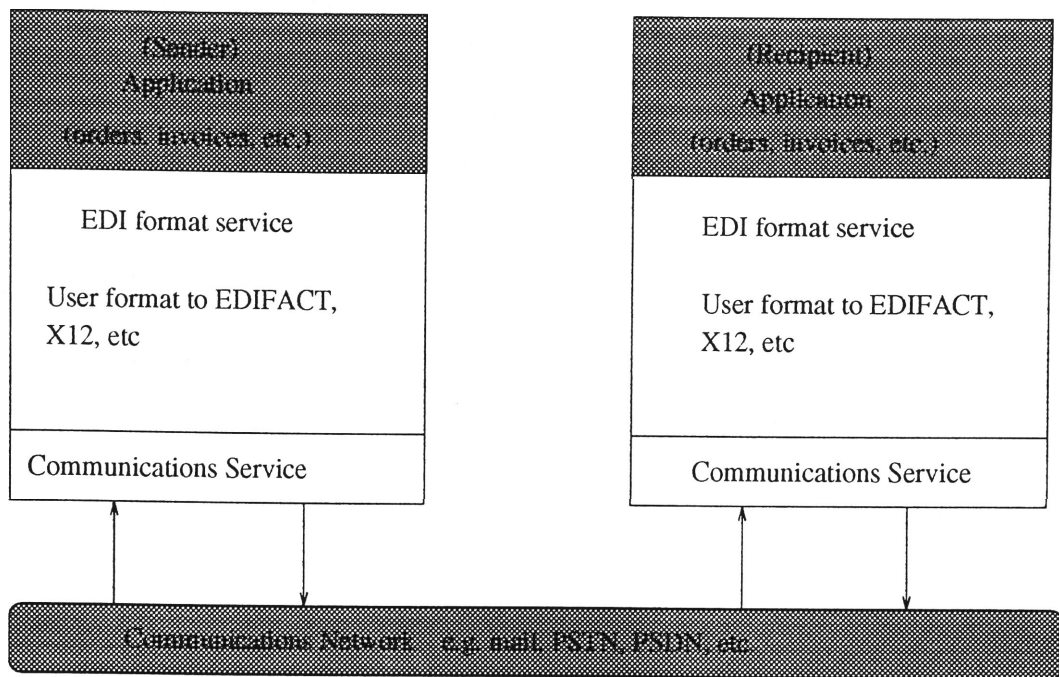 (Sender)
Application
(orders, invoices, etc.)
EDI format service
User format to EDIFACT,
X12, etc
Communications Service
(Recipient)
Application
(orders, invoices, etc.)
EDI format service
User format to EDIFACT,
X12, etc
Communications Service
Communications Network e.g. mail, PSTN, PSDN, etc.